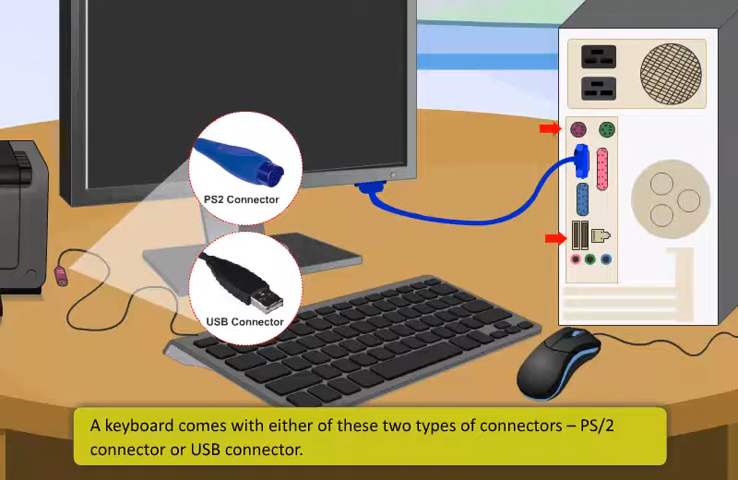 PS2 Connector
USB Connector
A keyboard comes with either of these two types of connectors – PS/2
connector or USB connector.